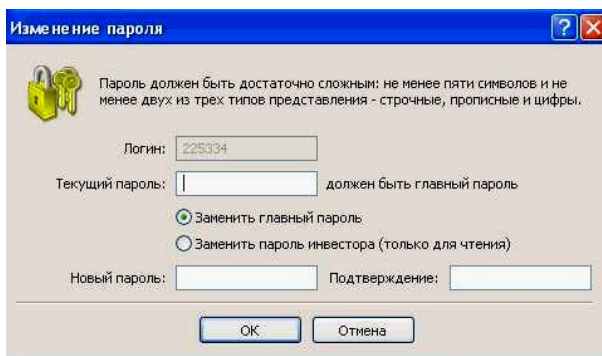 Изменение пароля
Пароль должен быть достаточно сложным: не менее пяти символов и не
менее двух из трех типов представления - строчные, прописные и цифры.
Логин: 225334
Текущий пароль: должен быть главный пароль
Заменить главный пароль
Заменить пароль инвестора (только для чтения)
Новый пароль: Подтверждение:
OK Отмена